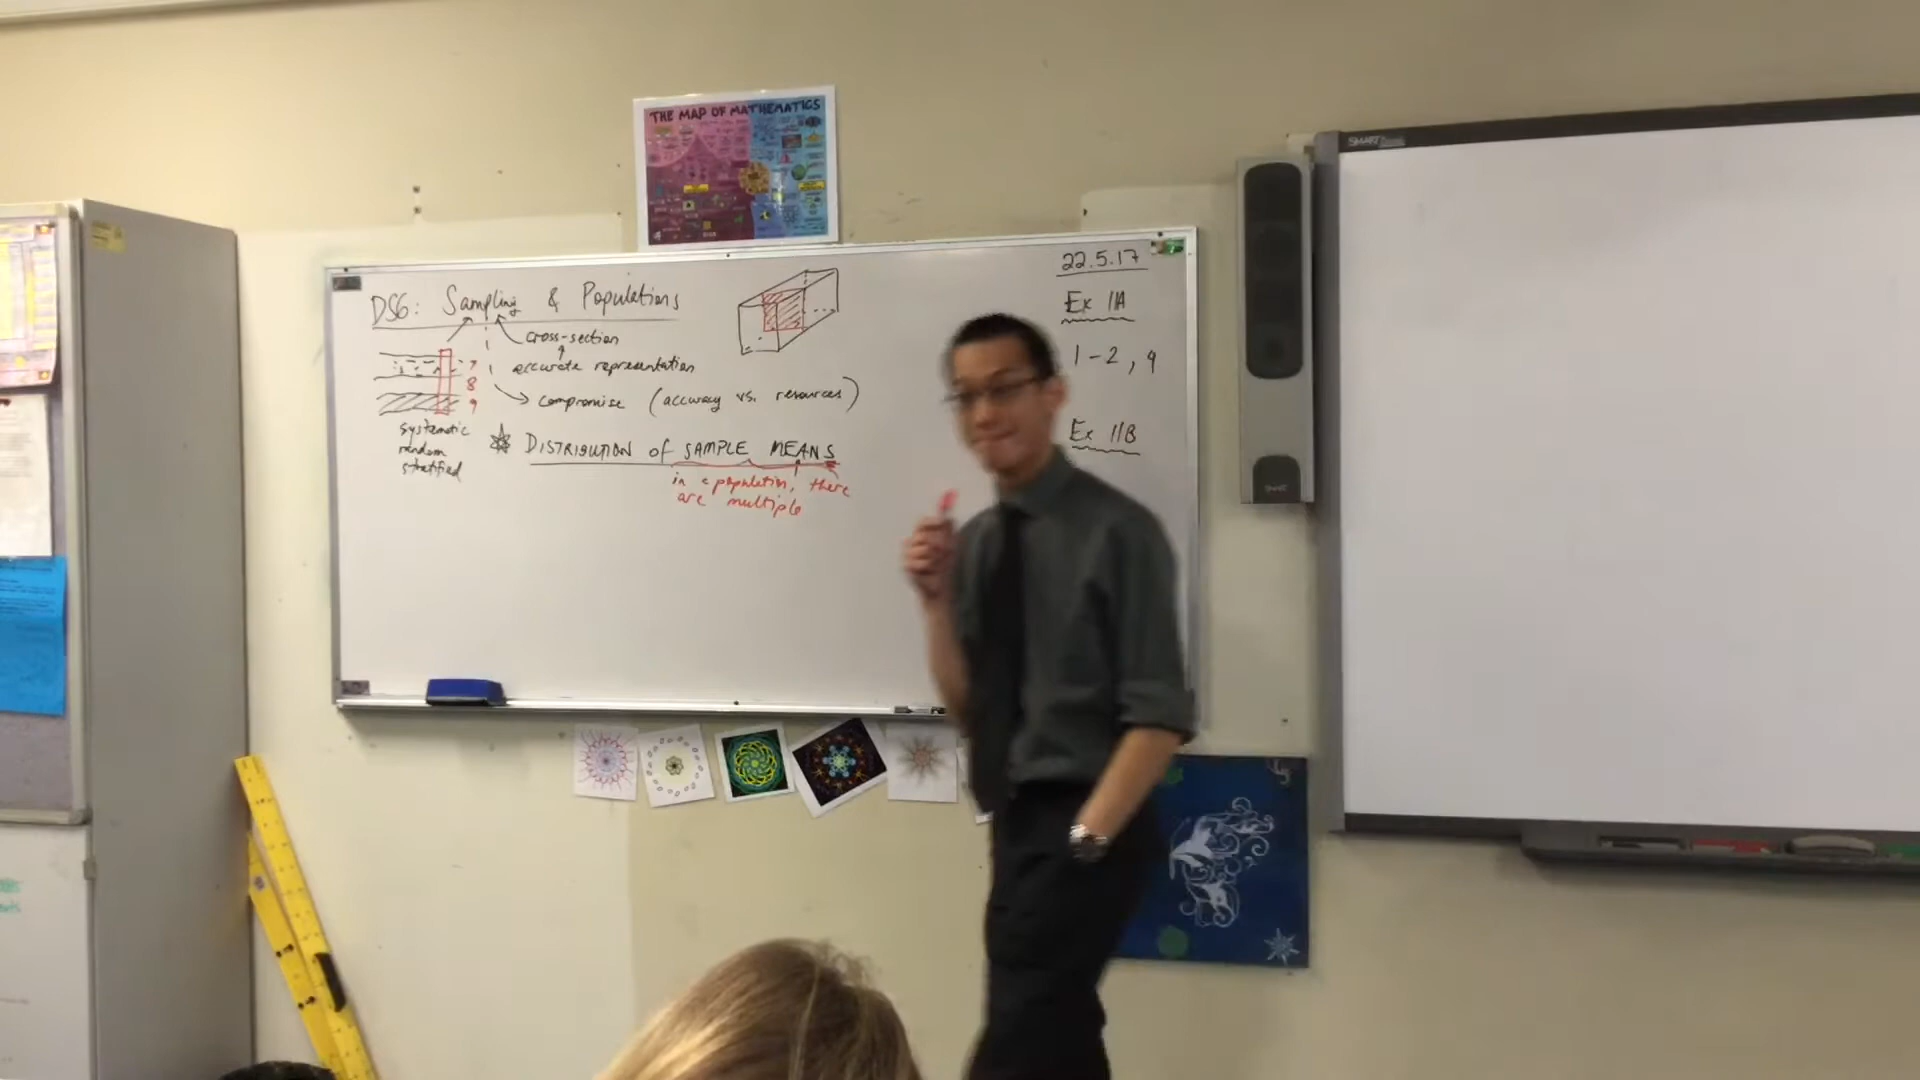 THE MAP OF MATHEMATICS
SMART
DS6: Sampling & Populations
cross-section
accurate representation
compromise (accuracy vs. resources)
7
8
9
systematic
random
stratified
DISTRIBUTION of SAMPLE MEANS
in a population, there
are multiple
22.5.17
Ex 11A
1-2, 9
Ex 11B
SMART